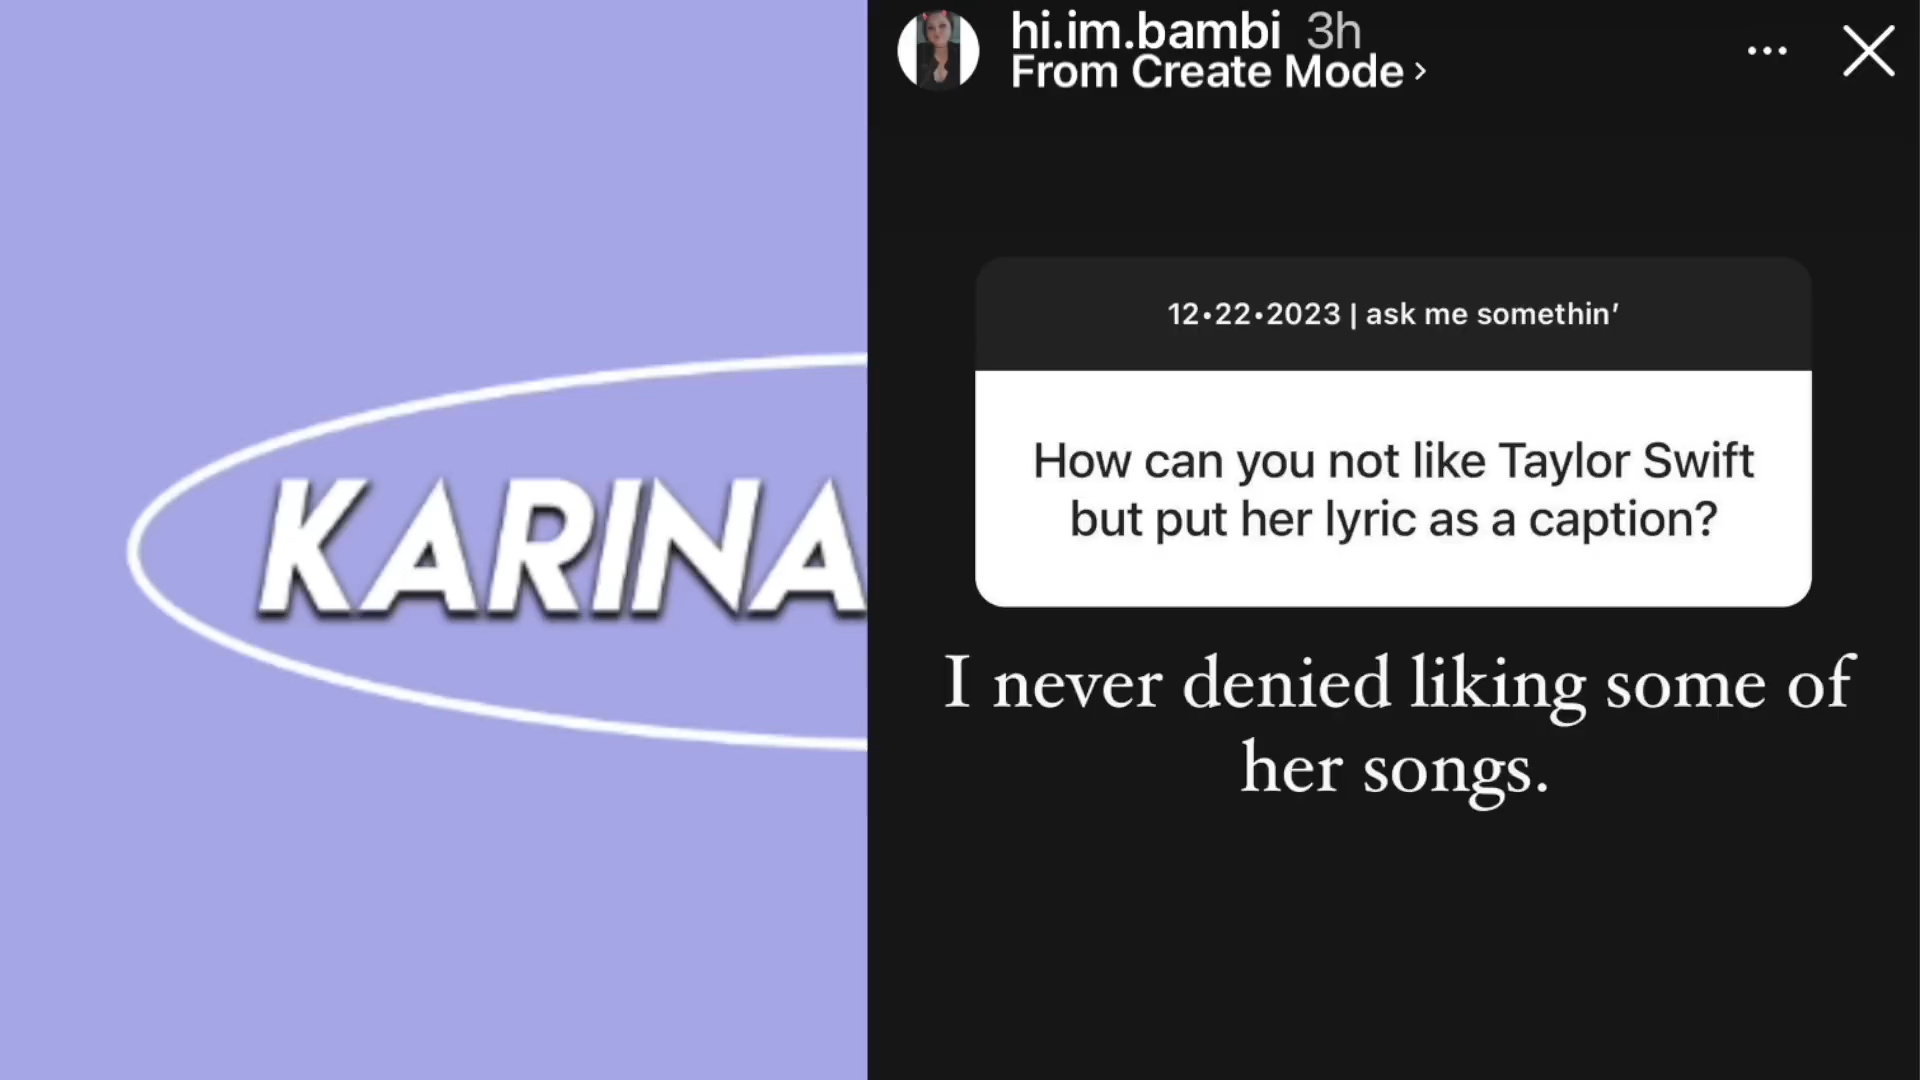 KARINA
hi.im.bambi 3h
From Create Mode ›
12•22•2023 | ask me somethin’
How can you not like Taylor Swift
but put her lyric as a caption?
I never denied liking some of
her songs.